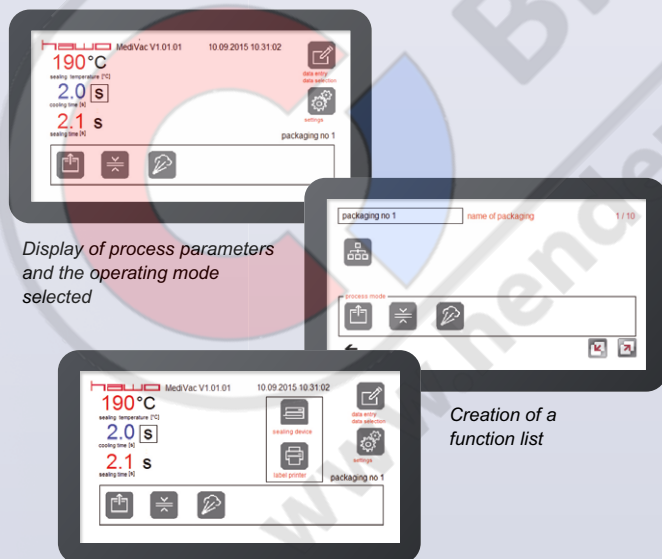 hawo MediVac V1.01.01 10.09.2015 10:31:02
190°C
sealing temperature [°C]
2.0 S
cooling time [s]
2.1 s
sealing time [s]
data entry
data selection
settings
packaging no 1
Display of process parameters
and the operating mode
selected
packaging no 1 name of packaging 1 / 10
process mode
Creation of a
function list
hawo MediVac V1.01.01 10.09.2015 10:31:02
190°C
sealing temperature [°C]
2.0 S
cooling time [s]
2.1 s
sealing time [s]
sealing device
label printer
data entry
data selection
settings
packaging no 1